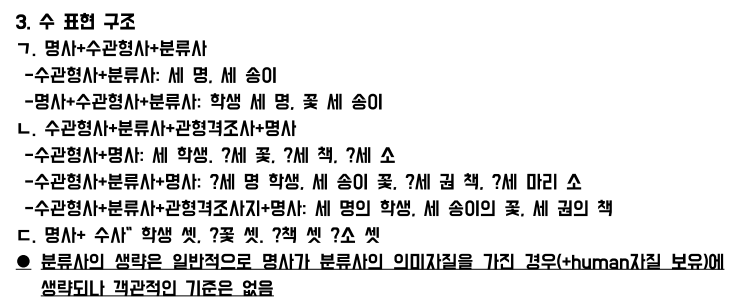 3. 수 표현 구조
ㄱ. 명사+수관형사+분류사
-수관형사+분류사: 세 명, 세 송이
-명사+수관형사+분류사: 학생 세 명, 꽃 세 송이
ㄴ. 수관형사+분류사+관형격조사+명사
-수관형사+명사: 세 학생, ?세 꽃, ?세 책, ?세 소
-수관형사+분류사+명사: ?세 명 학생, 세 송이 꽃, ?세 권 책, ?세 마리 소
-수관형사+분류사+관형격조사지+명사: 세 명의 학생, 세 송이의 꽃, 세 권의 책
ㄷ. 명사+ 수사" 학생 셋, ?꽃 셋, ?책 셋 ?소 셋
● 분류사의 생략은 일반적으로 명사가 분류사의 의미자질을 가진 경우(+human자질 보유)에
생략되나 객관적인 기준은 없음